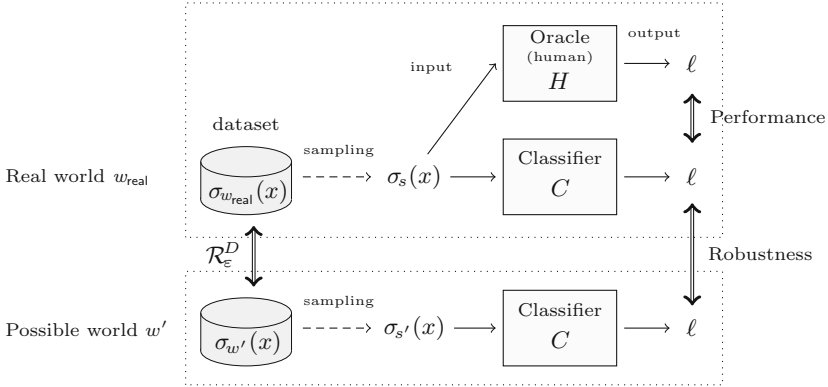 Oracle
(human)
H
output
ℓ
input
Performance
dataset
sampling
Real world w_real
σ_{w_real}(x)
σ_s(x)
Classifier
C
ℓ
R_ε^D
Robustness
sampling
Possible world w′
σ_{w′}(x)
σ_{s′}(x)
Classifier
C
ℓ